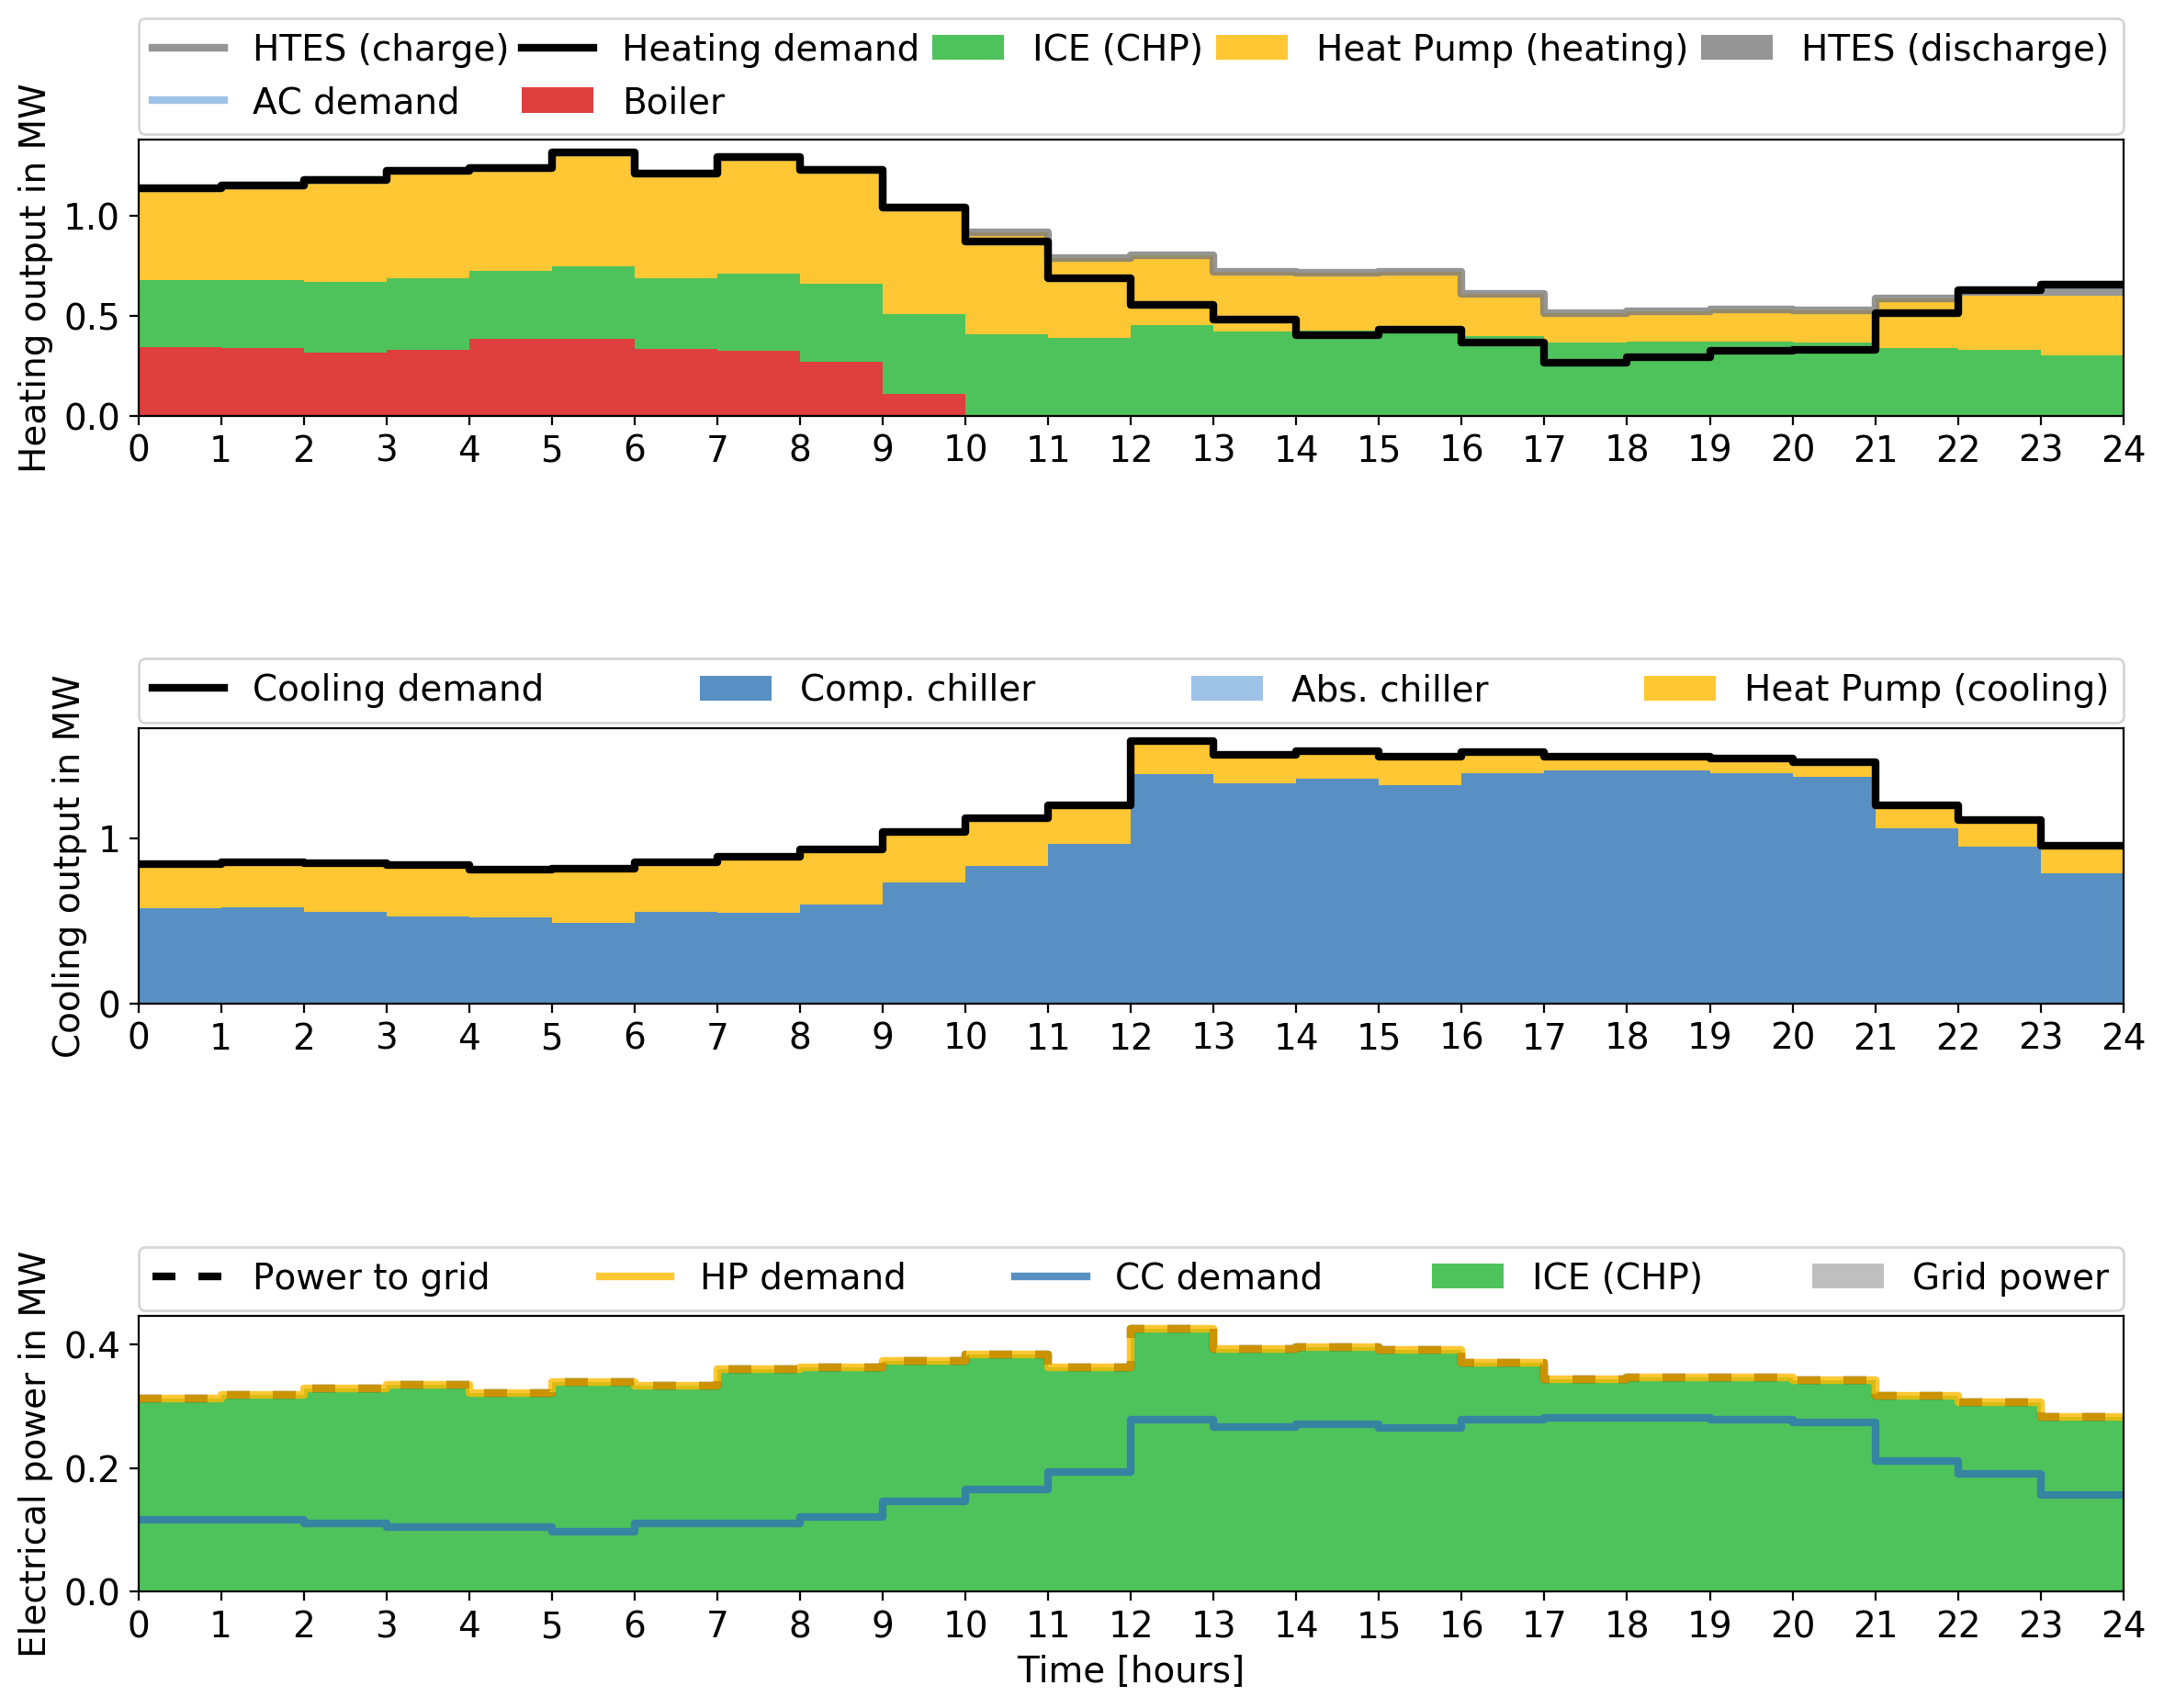 HTES (charge) Heating demand ICE (CHP) Heat Pump (heating) HTES (discharge)
AC demand Boiler
Heating output in MW
1.0
0.5
0.0
0 1 2 3 4 5 6 7 8 9 10 11 12 13 14 15 16 17 18 19 20 21 22 23 24
Cooling demand Comp. chiller Abs. chiller Heat Pump (cooling)
Cooling output in MW
1
0
0 1 2 3 4 5 6 7 8 9 10 11 12 13 14 15 16 17 18 19 20 21 22 23 24
Power to grid HP demand CC demand ICE (CHP) Grid power
Electrical power in MW
0.4
0.2
0.0
0 1 2 3 4 5 6 7 8 9 10 11 12 13 14 15 16 17 18 19 20 21 22 23 24
Time [hours]